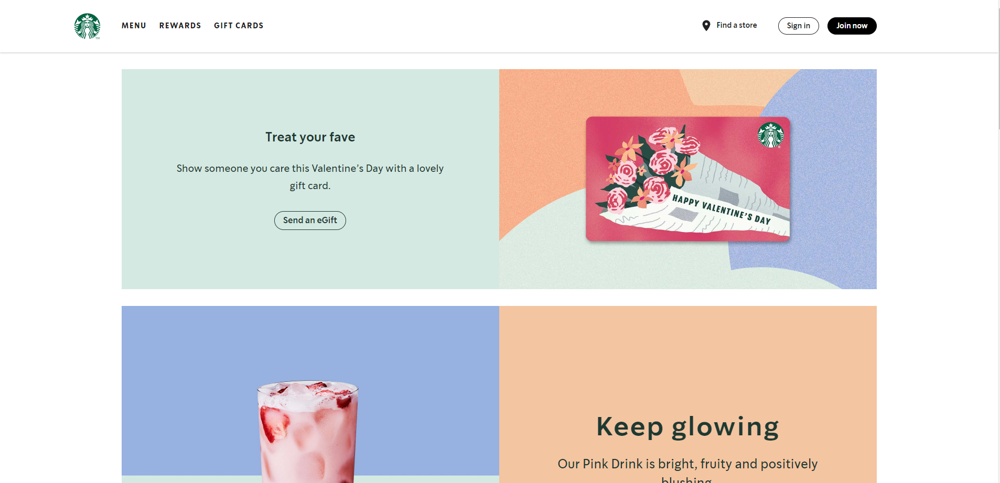 MENU REWARDS GIFT CARDS Find a store Sign in Join now
Treat your fave
Show someone you care this Valentine’s Day with a lovely
gift card.
Send an eGift
HAPPY VALENTINE’S DAY
Keep glowing
Our Pink Drink is bright, fruity and positively
blushing.